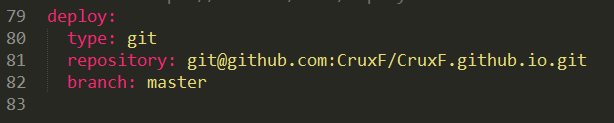 79 deploy:
80 type: git
81 repository: git@github.com:CruxF/CruxF.github.io.git
82 branch: master
83